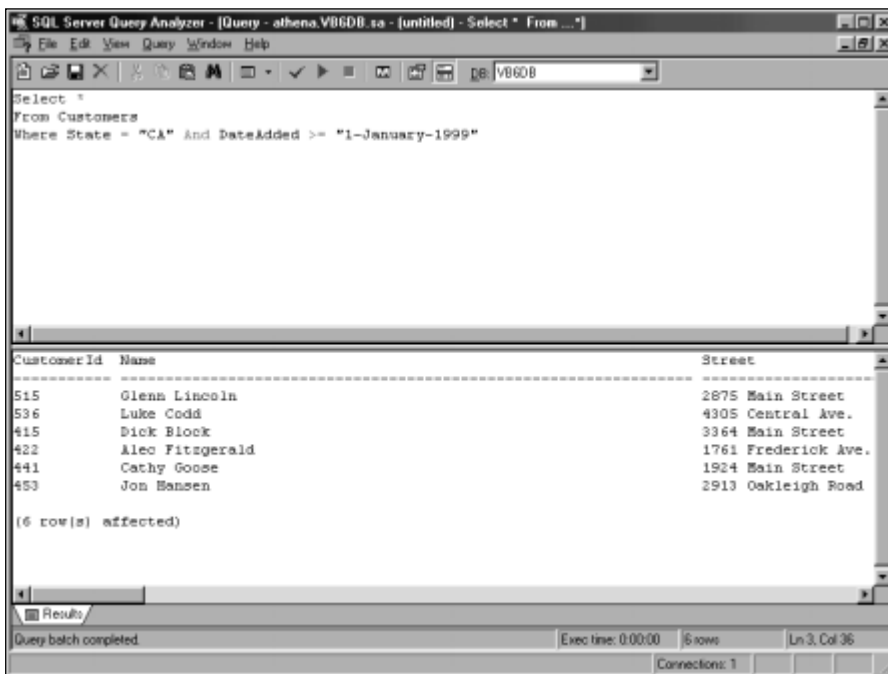 SQL Server Query Analyzer - [Query - athena.VB6DB.sa - (untitled) - Select * From ....*]
File Edit View Query Window Help
DB: VB6DB
Select *
From Customers
Where State = "CA" And DateAdded >= "1-January-1999"
CustomerId Name Street
----------- ---------------------------------------------------------------- --------------------
515 Glenn Lincoln 2875 Main Street
536 Luke Codd 4305 Central Ave.
415 Dick Block 3364 Main Street
422 Alec Fitzgerald 1761 Frederick Ave.
441 Cathy Goose 1924 Main Street
453 Jon Hansen 2913 Oakleigh Road
(6 row(s) affected)
Results
Query batch completed. Exec time: 0:00:00 6 rows Ln 3, Col 36
Connections: 1